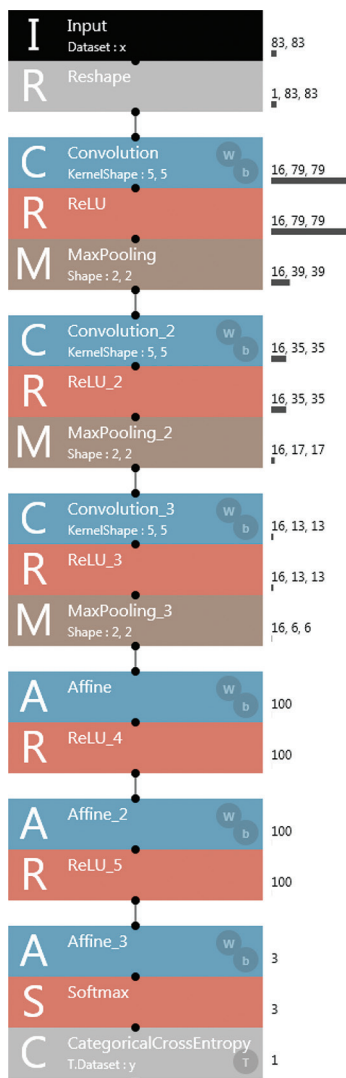 I Input 83, 83
Dataset : x
R Reshape 1, 83, 83
C Convolution W b 16, 79, 79
KernelShape : 5, 5
R ReLU 16, 79, 79
M MaxPooling 16, 39, 39
Shape : 2, 2
C Convolution_2 W b 16, 35, 35
KernelShape : 5, 5
R ReLU_2 16, 35, 35
M MaxPooling_2 16, 17, 17
Shape : 2, 2
C Convolution_3 W b 16, 13, 13
KernelShape : 5, 5
R ReLU_3 16, 13, 13
M MaxPooling_3 16, 6, 6
Shape : 2, 2
A Affine W b 100
R ReLU_4 100
A Affine_2 W b 100
R ReLU_5 100
A Affine_3 W b 3
S Softmax 3
C CategoricalCrossEntropy T 1
T.Dataset : y